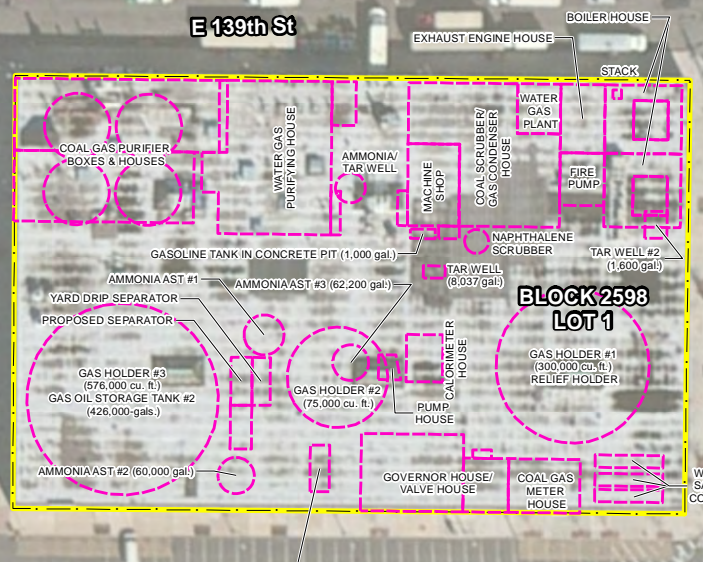 E 139th St
BOILER HOUSE
EXHAUST ENGINE HOUSE
STACK
COAL GAS PURIFIER
BOXES & HOUSES
WATER GAS
PURIFYING HOUSE
AMMONIA/
TAR WELL
MACHINE
SHOP
COAL SCRUBBER/
GAS CONDENSER
HOUSE
WATER
GAS
PLANT
FIRE
PUMP
GASOLINE TANK IN CONCRETE PIT (1,000 gal.)
NAPHTHALENE
SCRUBBER
TAR WELL #2
(1,600 gal.)
TAR WELL
(8,037 gal.)
AMMONIA AST #1
AMMONIA AST #3 (62,200 gal.)
YARD DRIP SEPARATOR
PROPOSED SEPARATOR
BLOCK 2598
LOT 1
GAS HOLDER #3
(576,000 cu. ft.)
GAS OIL STORAGE TANK #2
(426,000-gals.)
GAS HOLDER #2
(75,000 cu. ft.)
CALORIMETER
HOUSE
PUMP
HOUSE
GAS HOLDER #1
(300,000 cu. ft.)
RELIEF HOLDER
AMMONIA AST #2 (60,000 gal.)
GOVERNOR HOUSE/
VALVE HOUSE
COAL GAS
METER
HOUSE